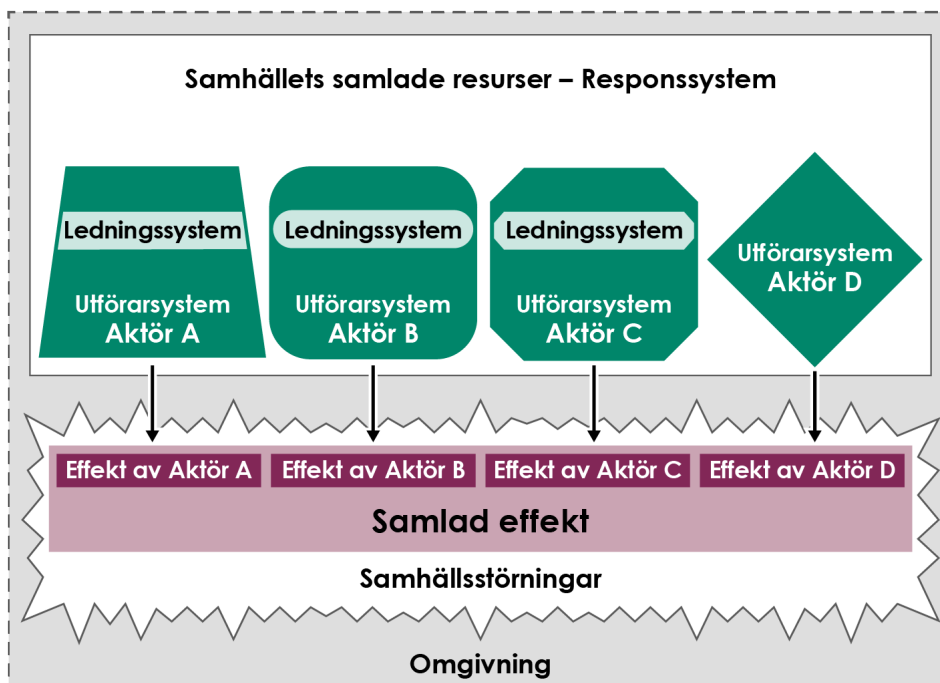 Samhällets samlade resurser – Responssystem
Ledningssystem
Utförarsystem
Aktör A
Ledningssystem
Utförarsystem
Aktör B
Ledningssystem
Utförarsystem
Aktör C
Utförarsystem
Aktör D
Effekt av Aktör A
Effekt av Aktör B
Effekt av Aktör C
Effekt av Aktör D
Samlad effekt
Samhällsstörningar
Omgivning